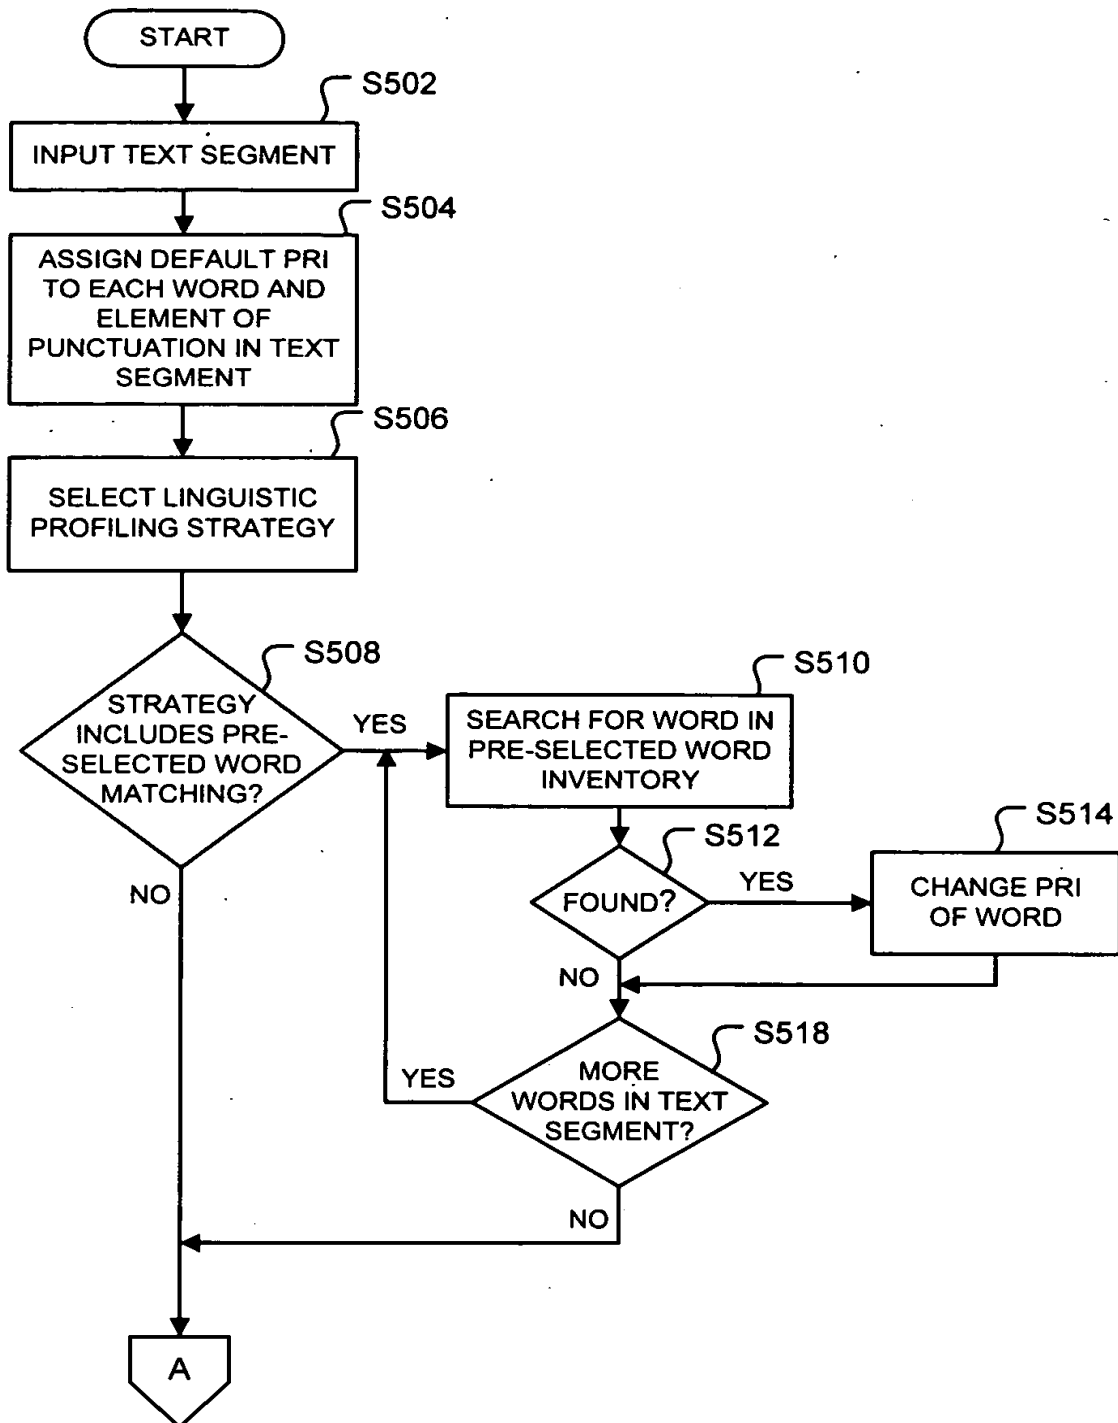 START
S502
INPUT TEXT SEGMENT
S504
ASSIGN DEFAULT PRI
TO EACH WORD AND
ELEMENT OF
PUNCTUATION IN TEXT
SEGMENT
S506
SELECT LINGUISTIC
PROFILING STRATEGY
S508
STRATEGY
INCLUDES PRE-
SELECTED WORD
MATCHING?
YES
NO
S510
SEARCH FOR WORD IN
PRE-SELECTED WORD
INVENTORY
S512
FOUND?
YES
NO
S514
CHANGE PRI
OF WORD
S518
MORE
WORDS IN TEXT
SEGMENT?
YES
NO
A